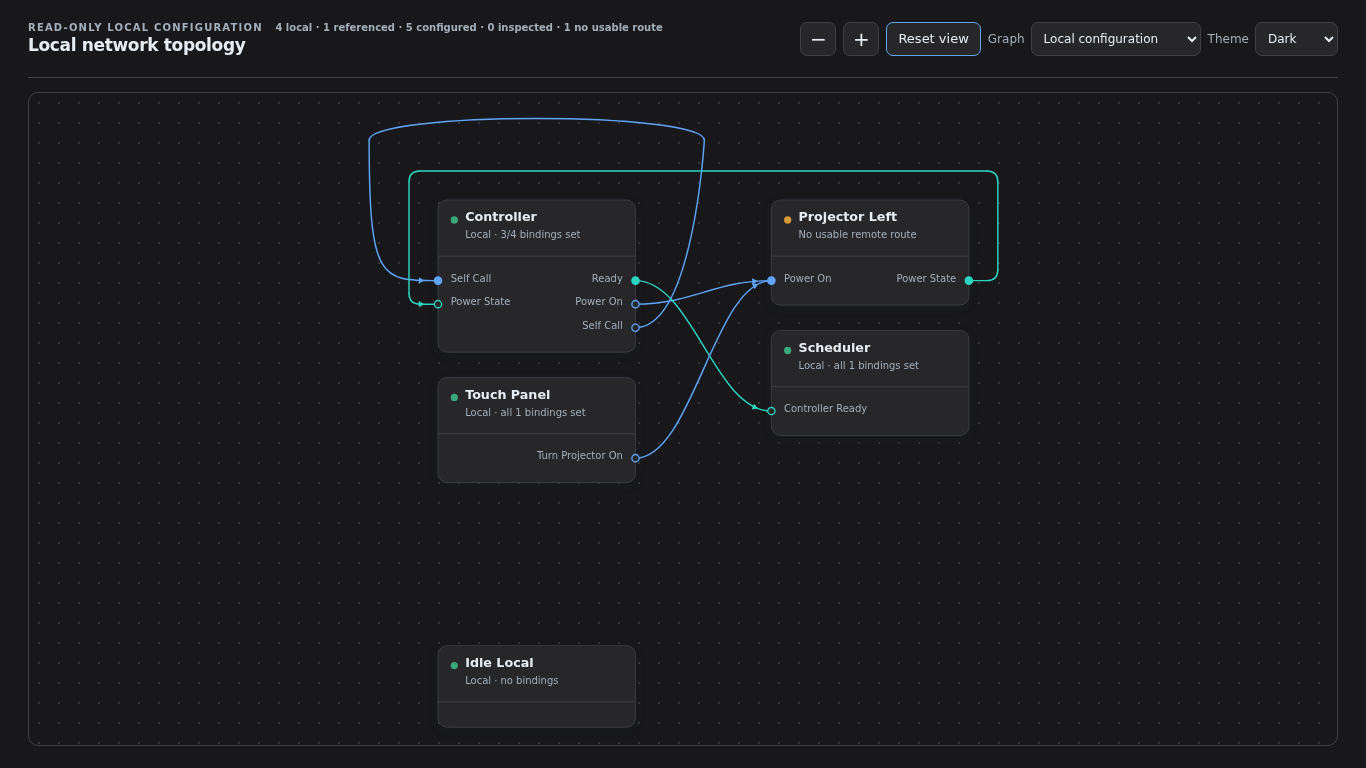 READ-ONLY LOCAL CONFIGURATION 4 local · 1 referenced · 5 configured · 0 inspected · 1 no usable route
Local network topology
− + Reset view Graph Local configuration Theme Dark
Controller
Local · 3/4 bindings set
Self Call Ready
Power State Power On
Self Call
Projector Left
No usable remote route
Power On Power State
Scheduler
Local · all 1 bindings set
Controller Ready
Touch Panel
Local · all 1 bindings set
Turn Projector On
Idle Local
Local · no bindings